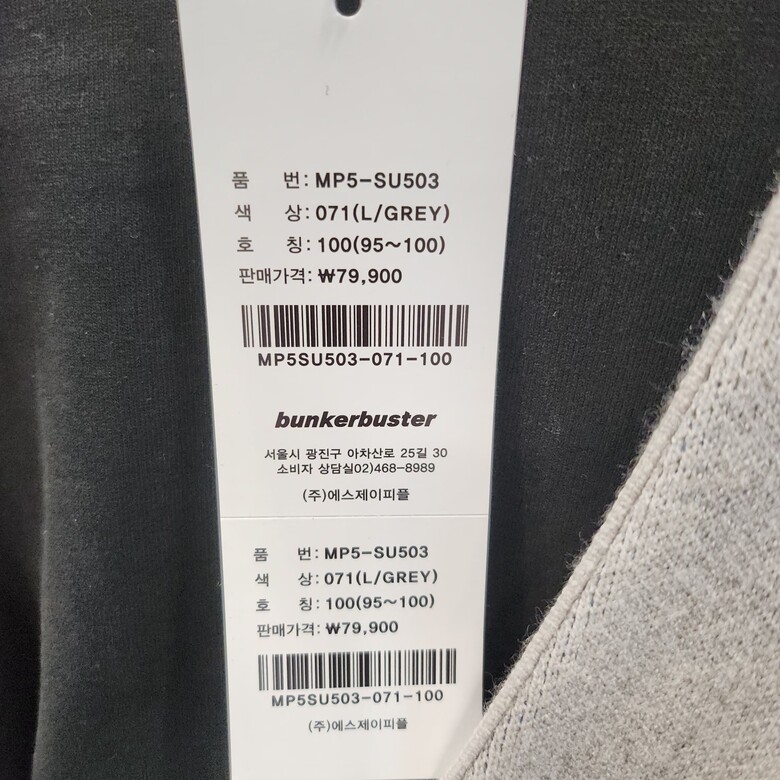 품 번: MP5-SU503
색 상: 071(L/GREY)
호 칭: 100(95~100)
판매가격: ₩79,900
MP5SU503-071-100
bunkerbuster
서울시 광진구 아차산로 25길 30
소비자 상담실02)468-8989
(주)에스제이피플
품 번: MP5-SU503
색 상: 071(L/GREY)
호 칭: 100(95~100)
판매가격: ₩79,900
MP5SU503-071-100
(주)에스제이피플